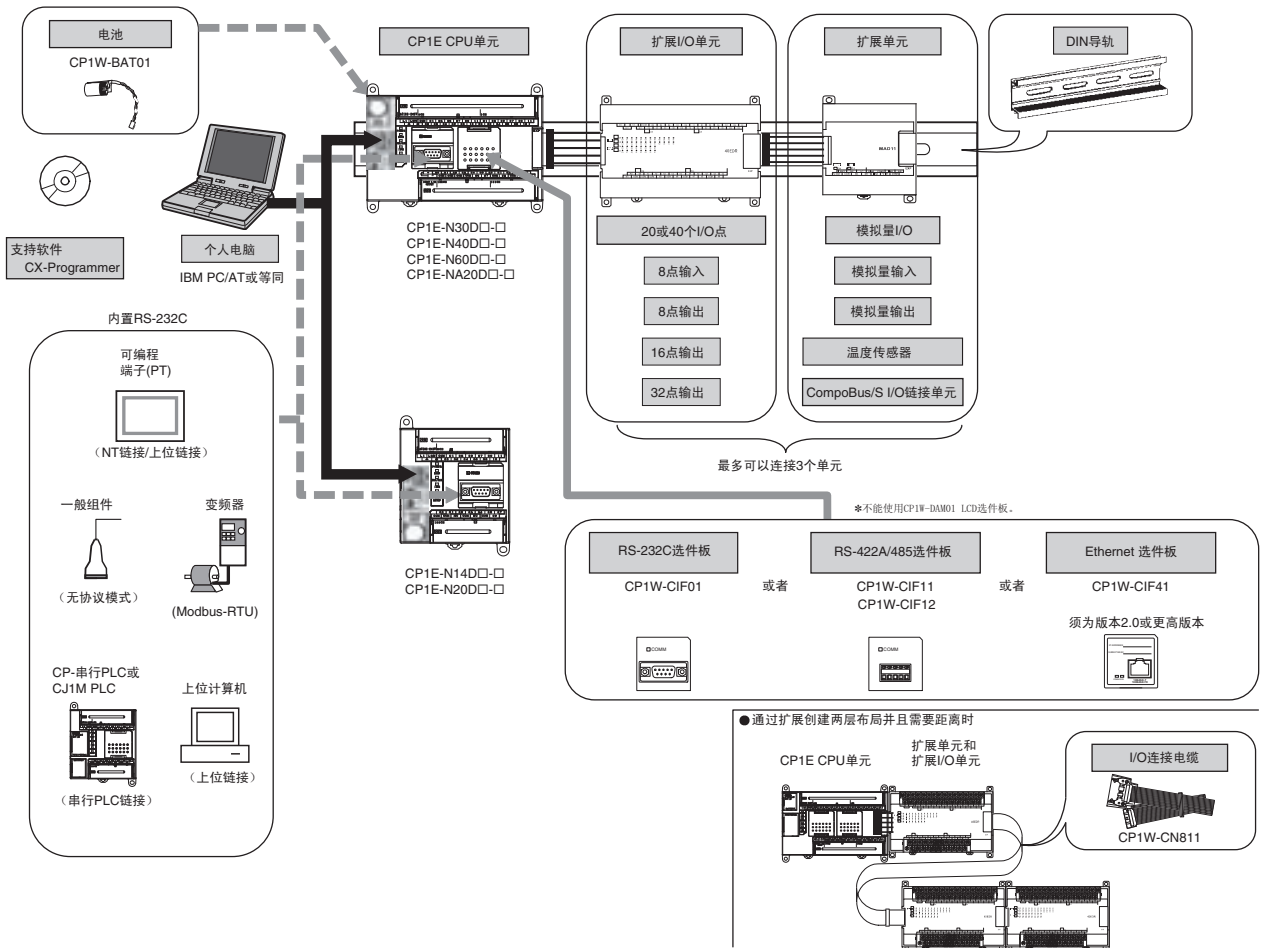 电池
CP1W-BAT01
CP1E CPU单元
扩展I/O单元
扩展单元
DIN导轨
支持软件
CX-Programmer
个人电脑
IBM PC/AT或等同
CP1E-N30D□-□
CP1E-N40D□-□
CP1E-N60D□-□
CP1E-NA20D□-□
20或40个I/O点
8点输入
8点输出
16点输出
32点输出
模拟量I/O
模拟量输入
模拟量输出
温度传感器
CompoBus/S I/O链接单元
最多可以连接3个单元
内置RS-232C
可编程
端子(PT)
（NT链接/上位链接）
一般组件
（无协议模式）
变频器
(Modbus-RTU)
CP-串行PLC或
CJ1M PLC
（串行PLC链接）
上位计算机
（上位链接）
CP1E-N14D□-□
CP1E-N20D□-□
*不能使用CP1W-DAM01 LCD选件板。
RS-232C选件板
CP1W-CIF01
COMM
或者
RS-422A/485选件板
CP1W-CIF11
CP1W-CIF12
COMM
或者
Ethernet 选件板
CP1W-CIF41
须为版本2.0或更高版本
●通过扩展创建两层布局并且需要距离时
CP1E CPU单元
扩展单元和
扩展I/O单元
I/O连接电缆
CP1W-CN811